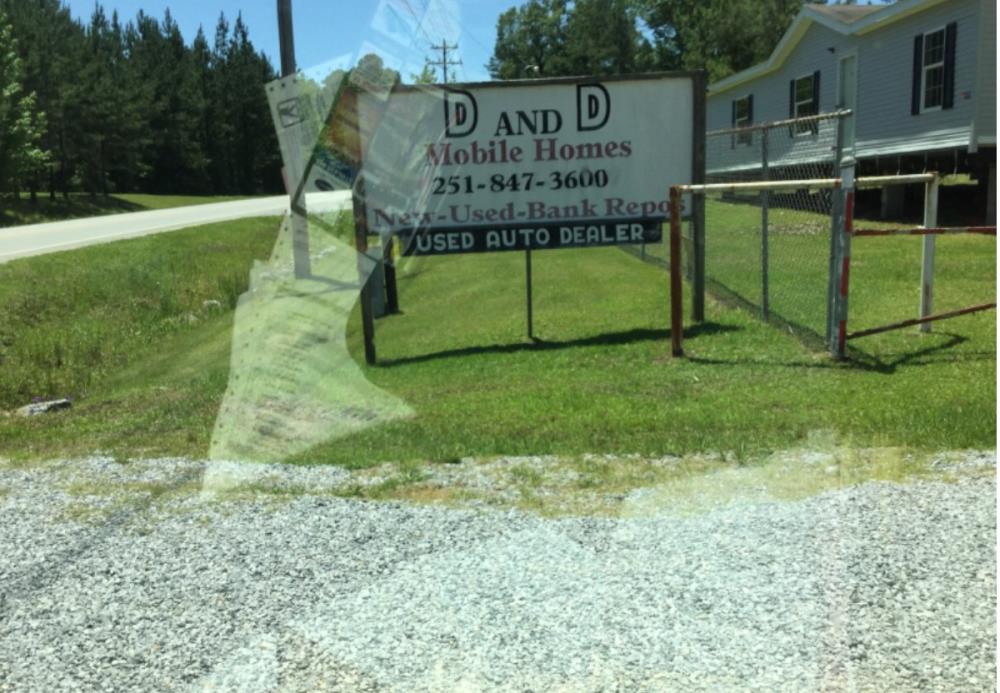 D AND D
Mobile Homes
251-847-3600
New-Used-Bank Repos
USED AUTO DEALER